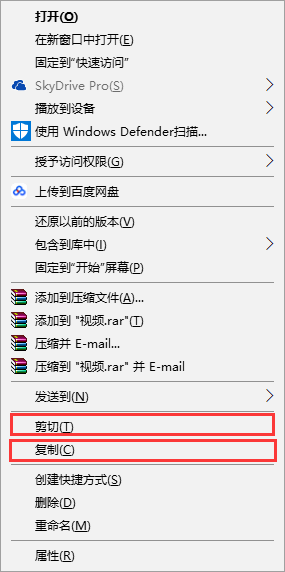 打开(O)
在新窗口中打开(E)
固定到"快速访问"
SkyDrive Pro(S)
播放到设备
使用 Windows Defender扫描...
授予访问权限(G)
上传到百度网盘
还原以前的版本(V)
包含到库中(I)
固定到"开始"屏幕(P)
添加到压缩文件(A)...
添加到 "视频.rar"(T)
压缩并 E-mail...
压缩到 "视频.rar" 并 E-mail
发送到(N)
剪切(T)
复制(C)
创建快捷方式(S)
删除(D)
重命名(M)
属性(R)